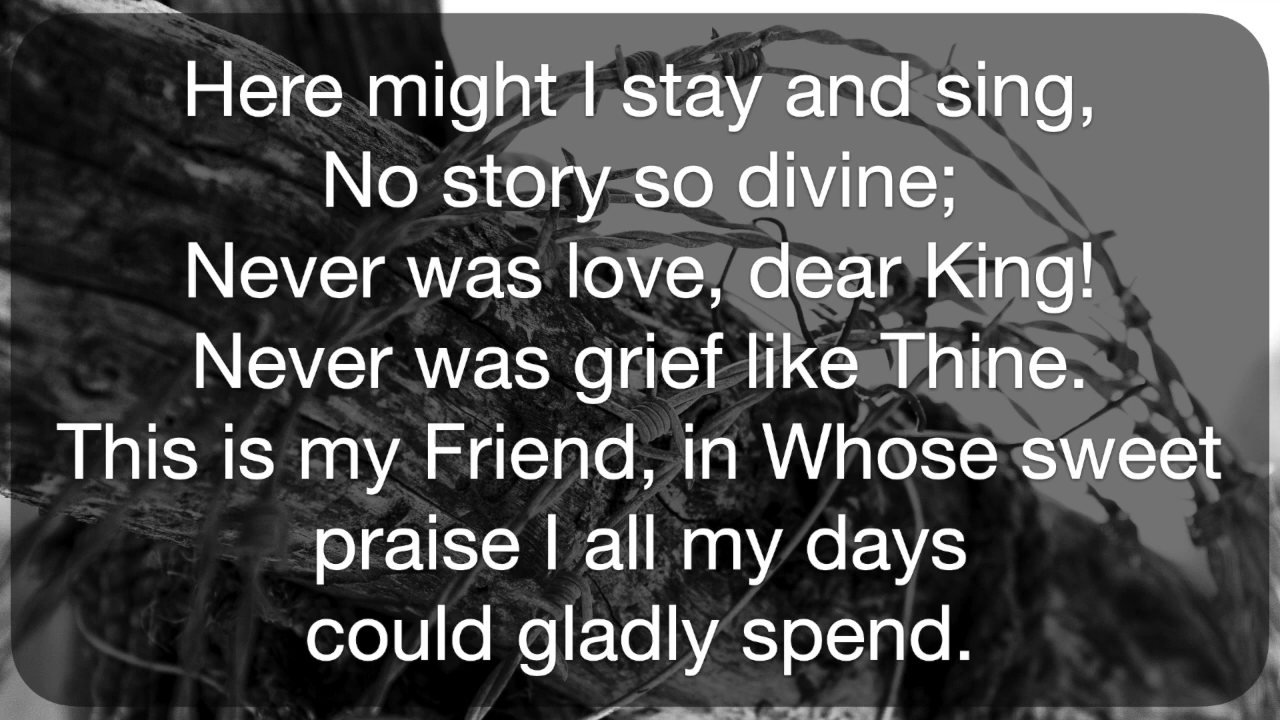 Here might I stay and sing,
No story so divine;
Never was love, dear King!
Never was grief like Thine.
This is my Friend, in Whose sweet
praise I all my days
could gladly spend.